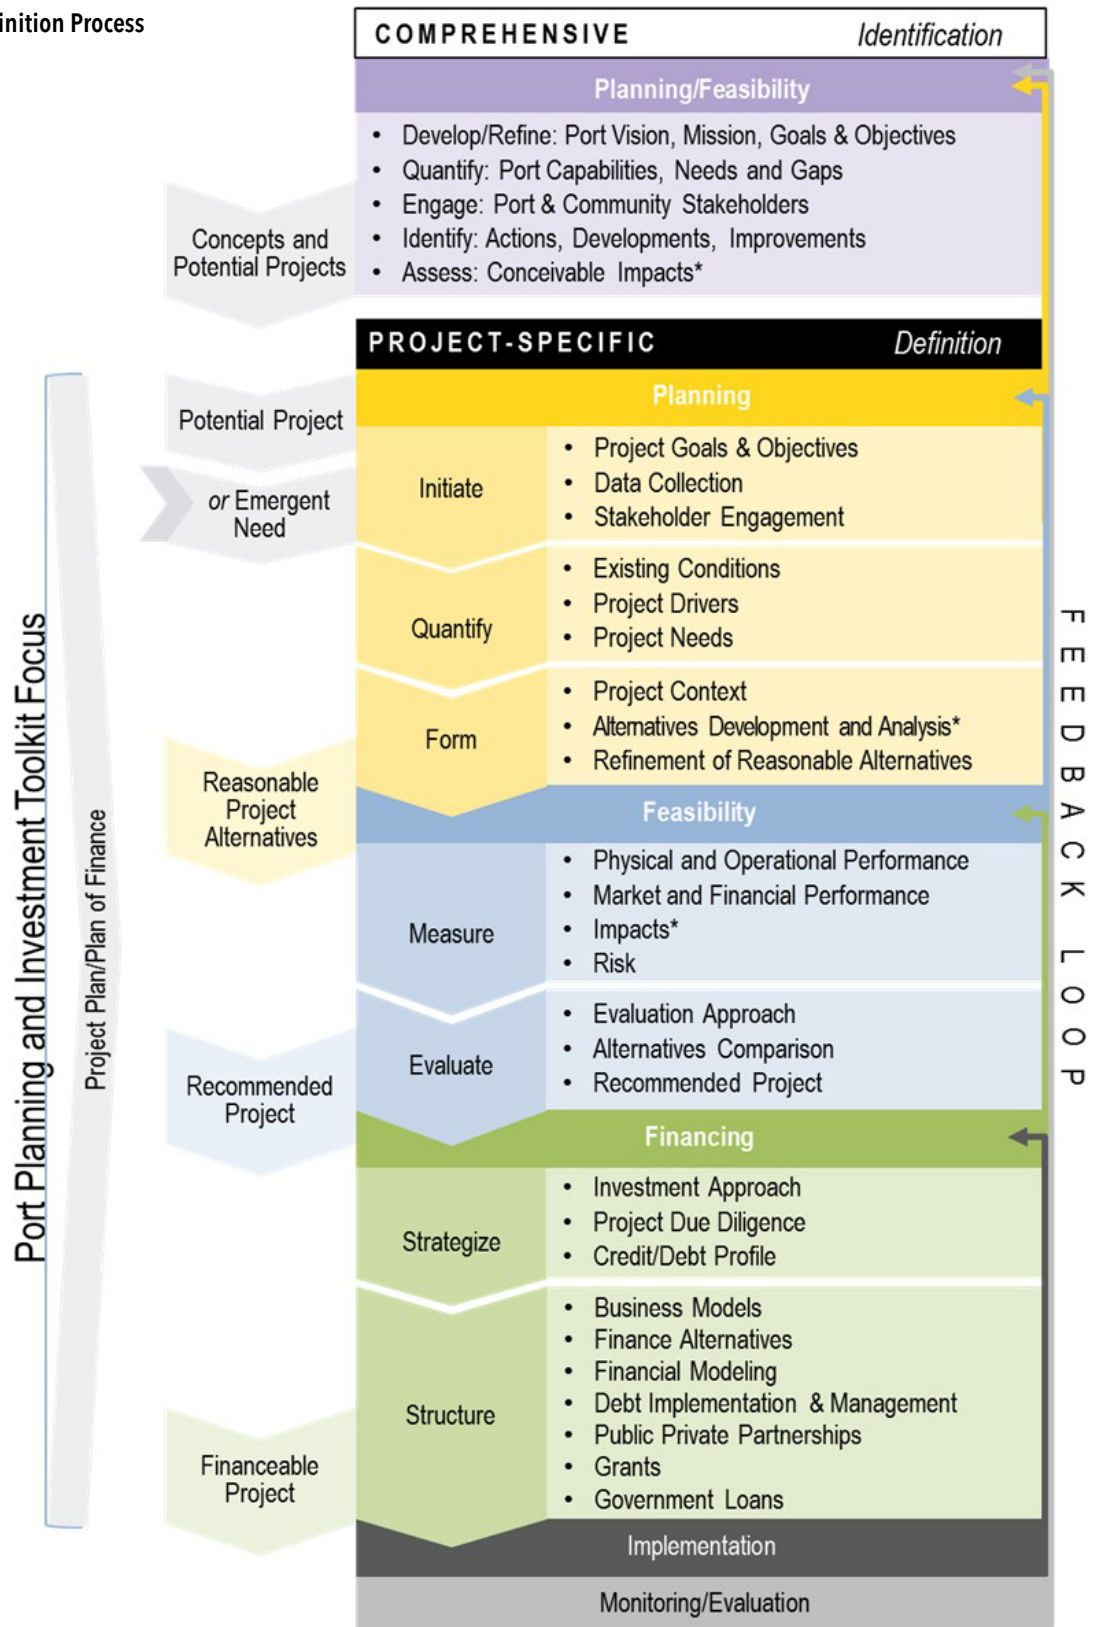 inition Process
COMPREHENSIVE Identification
Planning/Feasibility
• Develop/Refine: Port Vision, Mission, Goals & Objectives
• Quantify: Port Capabilities, Needs and Gaps
• Engage: Port & Community Stakeholders
• Identify: Actions, Developments, Improvements
• Assess: Conceivable Impacts*
Concepts and
Potential Projects
PROJECT-SPECIFIC Definition
Planning
Potential Project
or Emergent
Need
Initiate
• Project Goals & Objectives
• Data Collection
• Stakeholder Engagement
Quantify
• Existing Conditions
• Project Drivers
• Project Needs
Form
• Project Context
• Alternatives Development and Analysis*
• Refinement of Reasonable Alternatives
Reasonable
Project
Alternatives
Feasibility
Measure
• Physical and Operational Performance
• Market and Financial Performance
• Impacts*
• Risk
Evaluate
• Evaluation Approach
• Alternatives Comparison
• Recommended Project
Recommended
Project
Financing
Strategize
• Investment Approach
• Project Due Diligence
• Credit/Debt Profile
Structure
• Business Models
• Finance Alternatives
• Financial Modeling
• Debt Implementation & Management
• Public Private Partnerships
• Grants
• Government Loans
Financeable
Project
Implementation
Monitoring/Evaluation
Port Planning and Investment Toolkit Focus
Project Plan/Plan of Finance
FEEDBACK LOOP